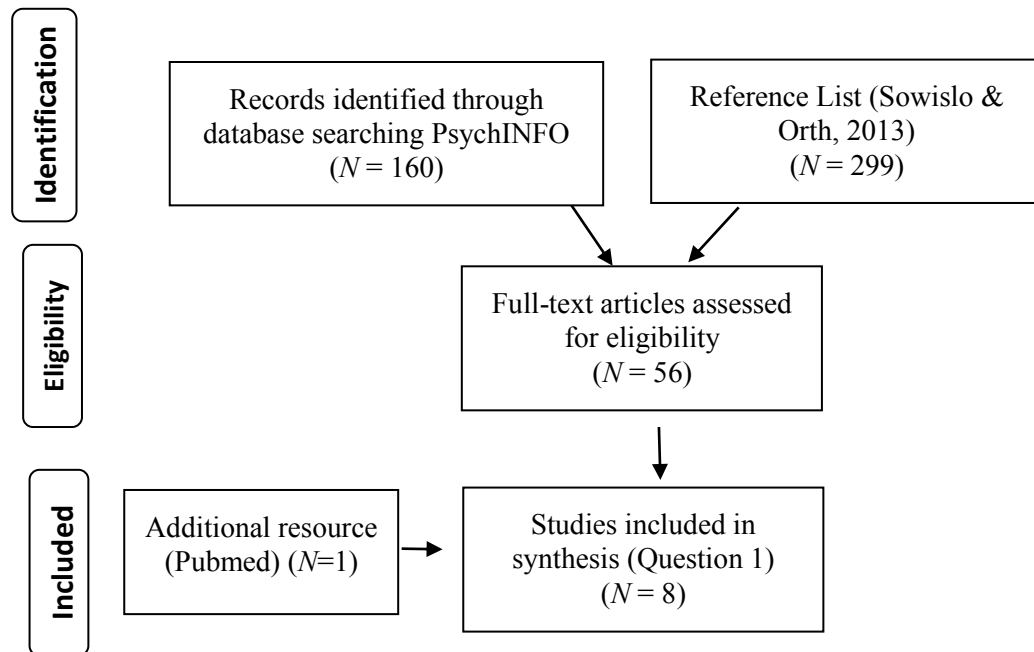 Identification
Records identified through
database searching PsychINFO
(N = 160)
Reference List (Sowislo &
Orth, 2013)
(N = 299)
Eligibility
Full-text articles assessed
for eligibility
(N = 56)
Included
Additional resource
(Pubmed) (N=1)
Studies included in
synthesis (Question 1)
(N = 8)